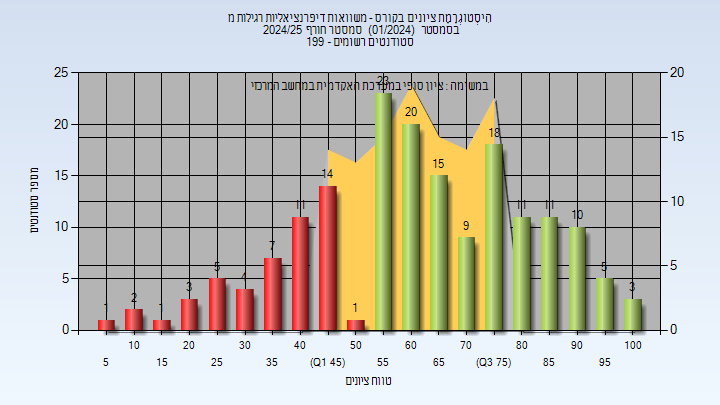 היסטוגרמת ציונים בקורס - משוואות דיפרנציאליות רגילות מ
בסמסטר (01/2024) סמסטר חורף 2024/25
סטודנטים רשומים - 199
במשימה : ציון סופי במערכת האקדמית במחשב המרכזי
25 20
20 15
15 10
10 5
5 0
0
מספר סטודנטים
1 2 1 3 5 4 7 11 14 1 23 20 15 9 18 11 11 10 5 3
10 20 30 40 50 60 70 80 90 100
5 15 25 35 (Q1 45) 55 65 (Q3 75) 85 95
טווח ציונים